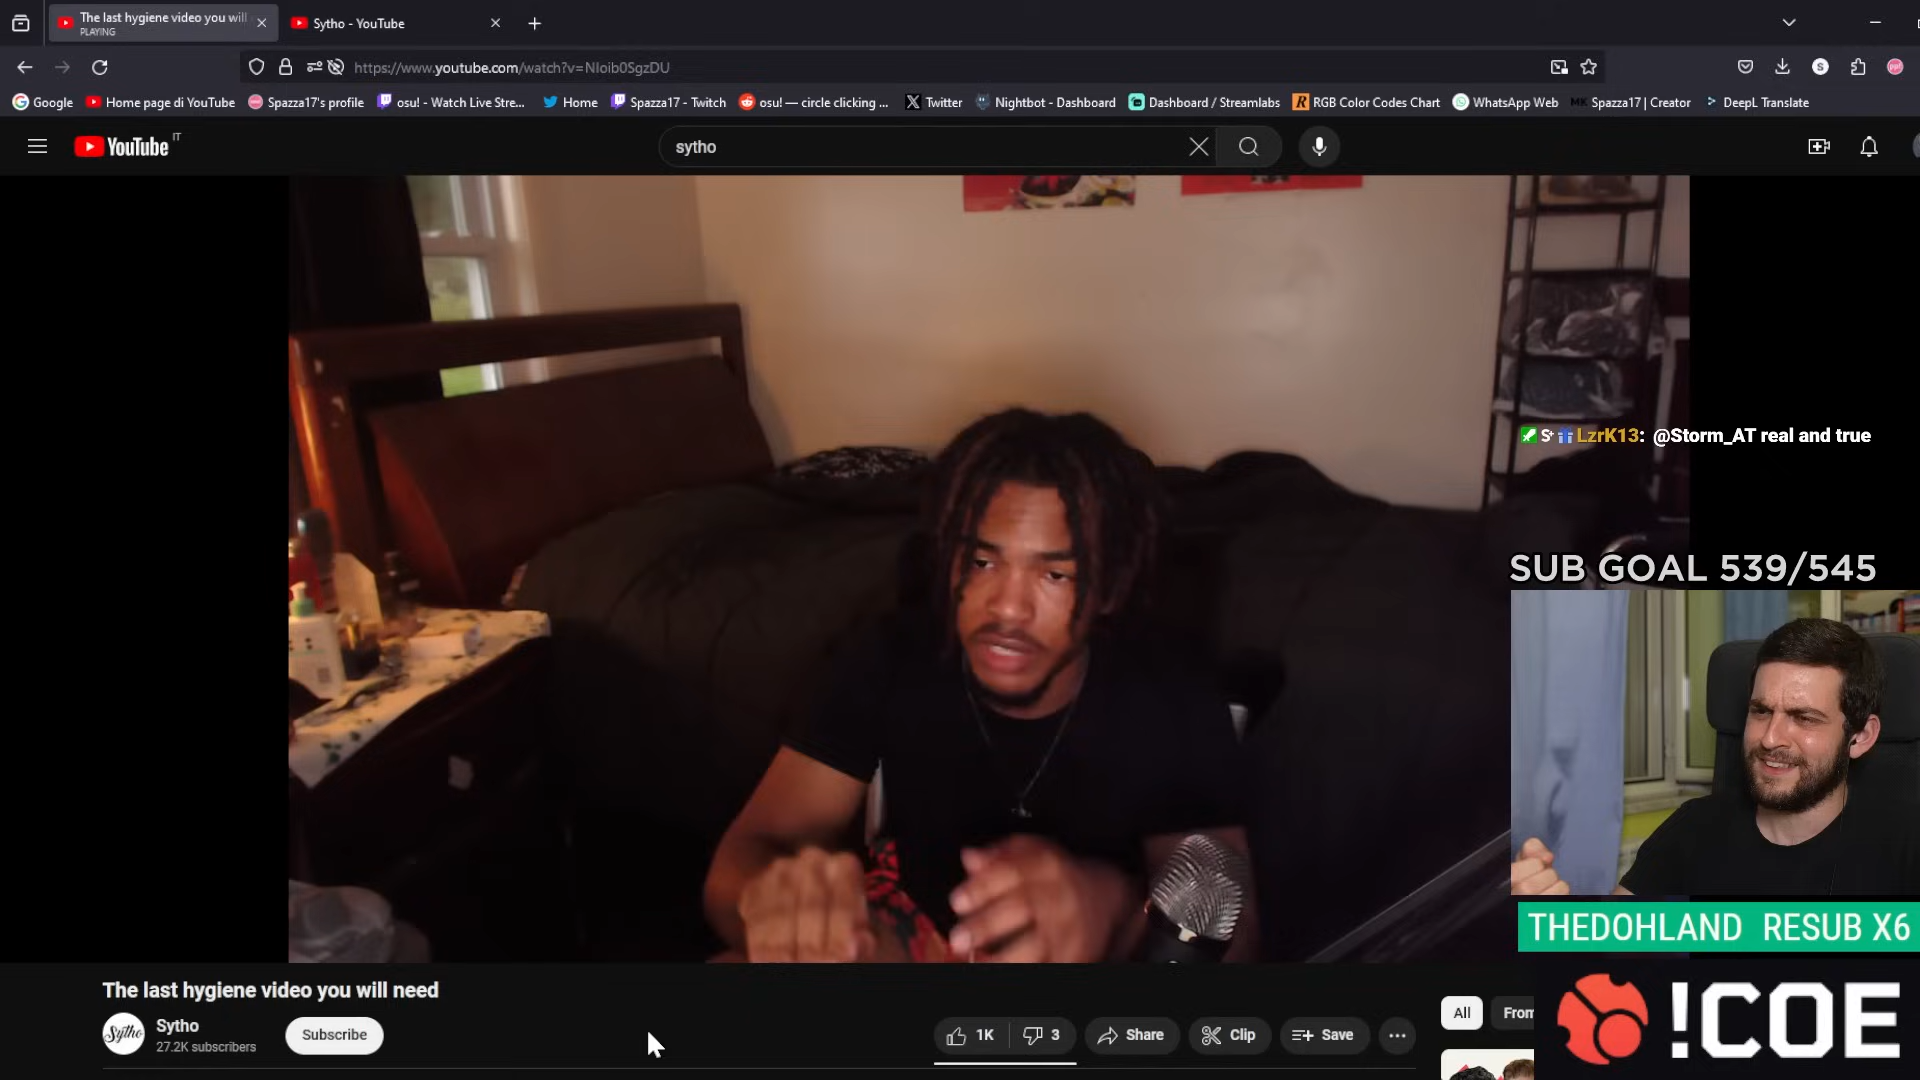 The last hygiene video you will
PLAYING
Sytho - YouTube
https://www.youtube.com/watch?v=NIoib0SgzDU
Google
Home page di YouTube
Spazza17's profile
osu! - Watch Live Stre...
Home
Spazza17 - Twitch
osu! — circle clicking ...
Twitter
Nightbot - Dashboard
Dashboard / Streamlabs
RGB Color Codes Chart
WhatsApp Web
Spazza17 | Creator
DeepL Translate
YouTube IT
sytho
LzrK13: @Storm_AT real and true
SUB GOAL 539/545
THEDOHLAND RESUB X6
!COE
The last hygiene video you will need
Sytho
27.2K subscribers
Subscribe
1K
3
Share
Clip
Save
All
From